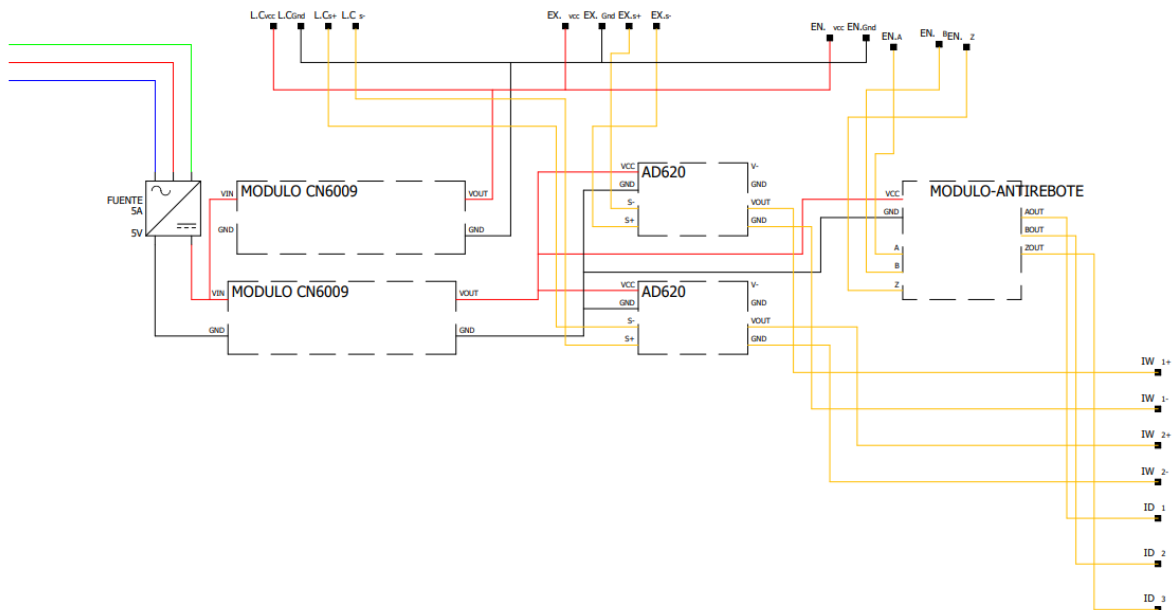 L.Cvcc L.CGnd L.Cs+ L.C s- EX. vcc EX. Gnd EX.s+ EX.s- EN. vcc EN.Gnd
EN.A EN. B EN. Z
FUENTE
5A
5V
MODULO CN6009
VIN
GND
VOUT
GND
MODULO CN6009
VIN
GND
VOUT
GND
AD620
VCC
GND
S-
S+
V-
GND
VOUT
GND
AD620
VCC
GND
S-
S+
V-
GND
VOUT
GND
MODULO-ANTIREBOTE
VCC
GND
A
B
Z
AOUT
BOUT
ZOUT
IW 1+
IW 1-
IW 2+
IW 2-
ID 1
ID 2
ID 3